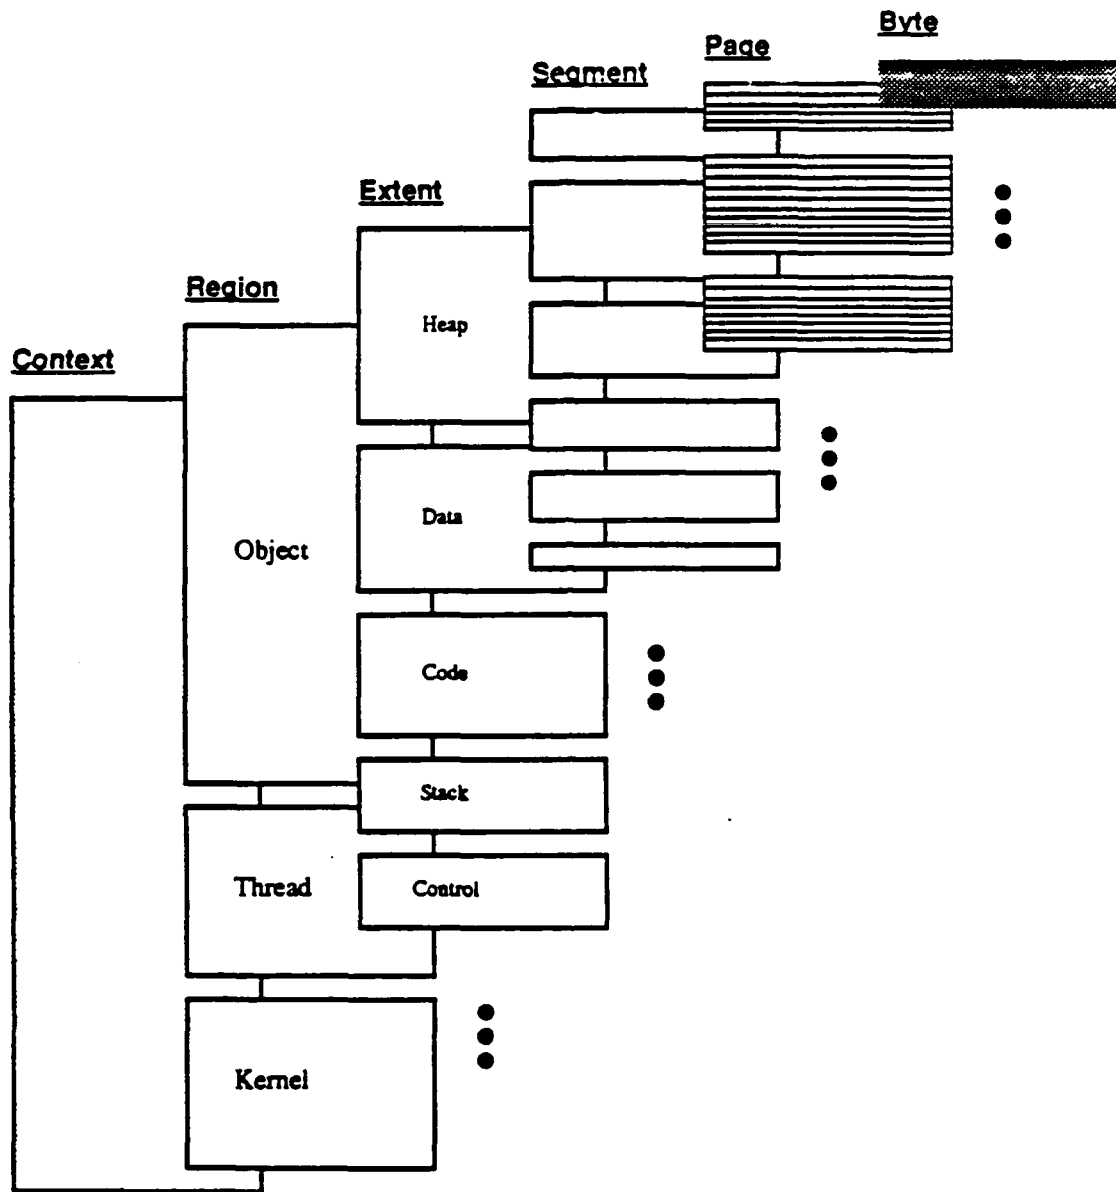 Byte
Page
Segment
Extent
Region
Heap
Context
Data
Object
Code
Stack
Thread
Control
Kernel